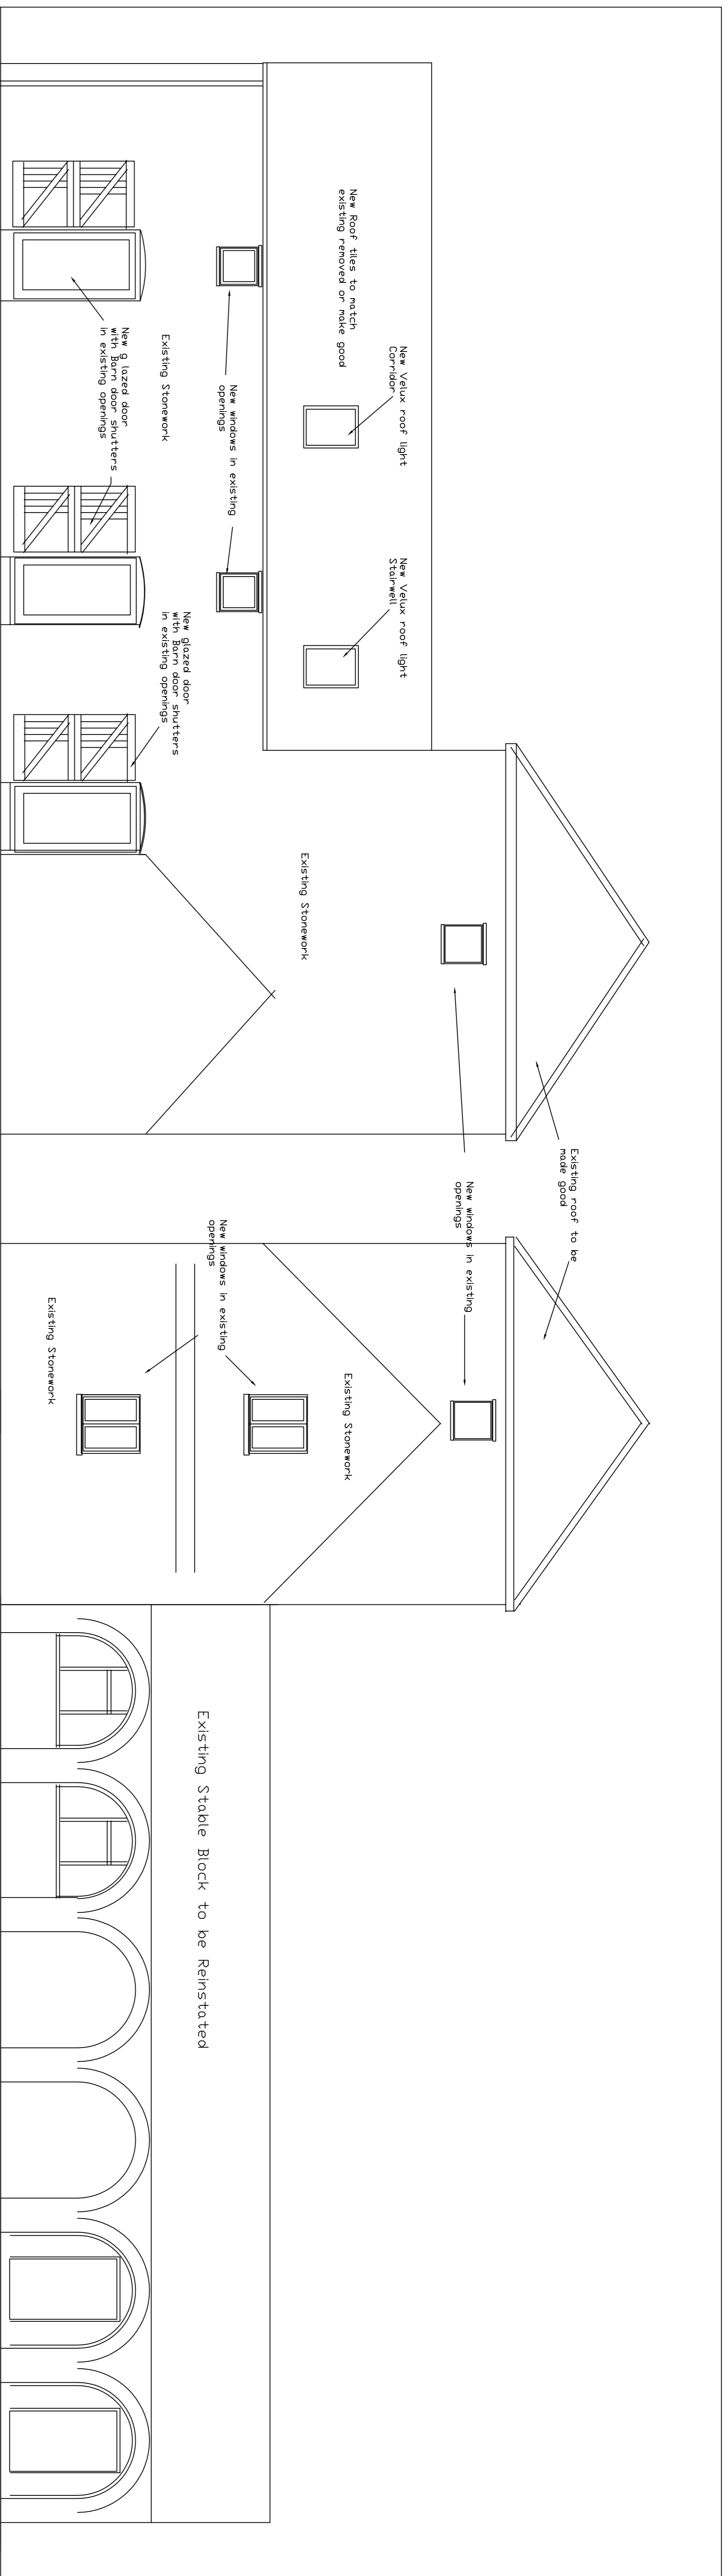 New Roof tiles to match
existing removed or make good
New Velux roof light
Corridor
New Velux roof light
Stairwell
New windows in existing
openings
Existing Stonework
New g lazed door
with Barn door shutters
in existing openings
New glazed door
with Barn door shutters
in existing openings
Existing Stonework
Existing roof to be
made good
New windows in existing
openings
New windows in existing
openings
Existing Stonework
Existing Stonework
Existing Stable Block to be Reinstated